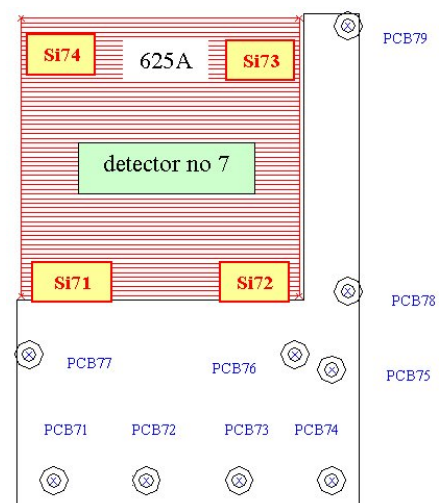 PCB79
Si74
625A
Si73
detector no 7
Si71
Si72
PCB78
PCB77
PCB76
PCB75
PCB71
PCB72
PCB73
PCB74